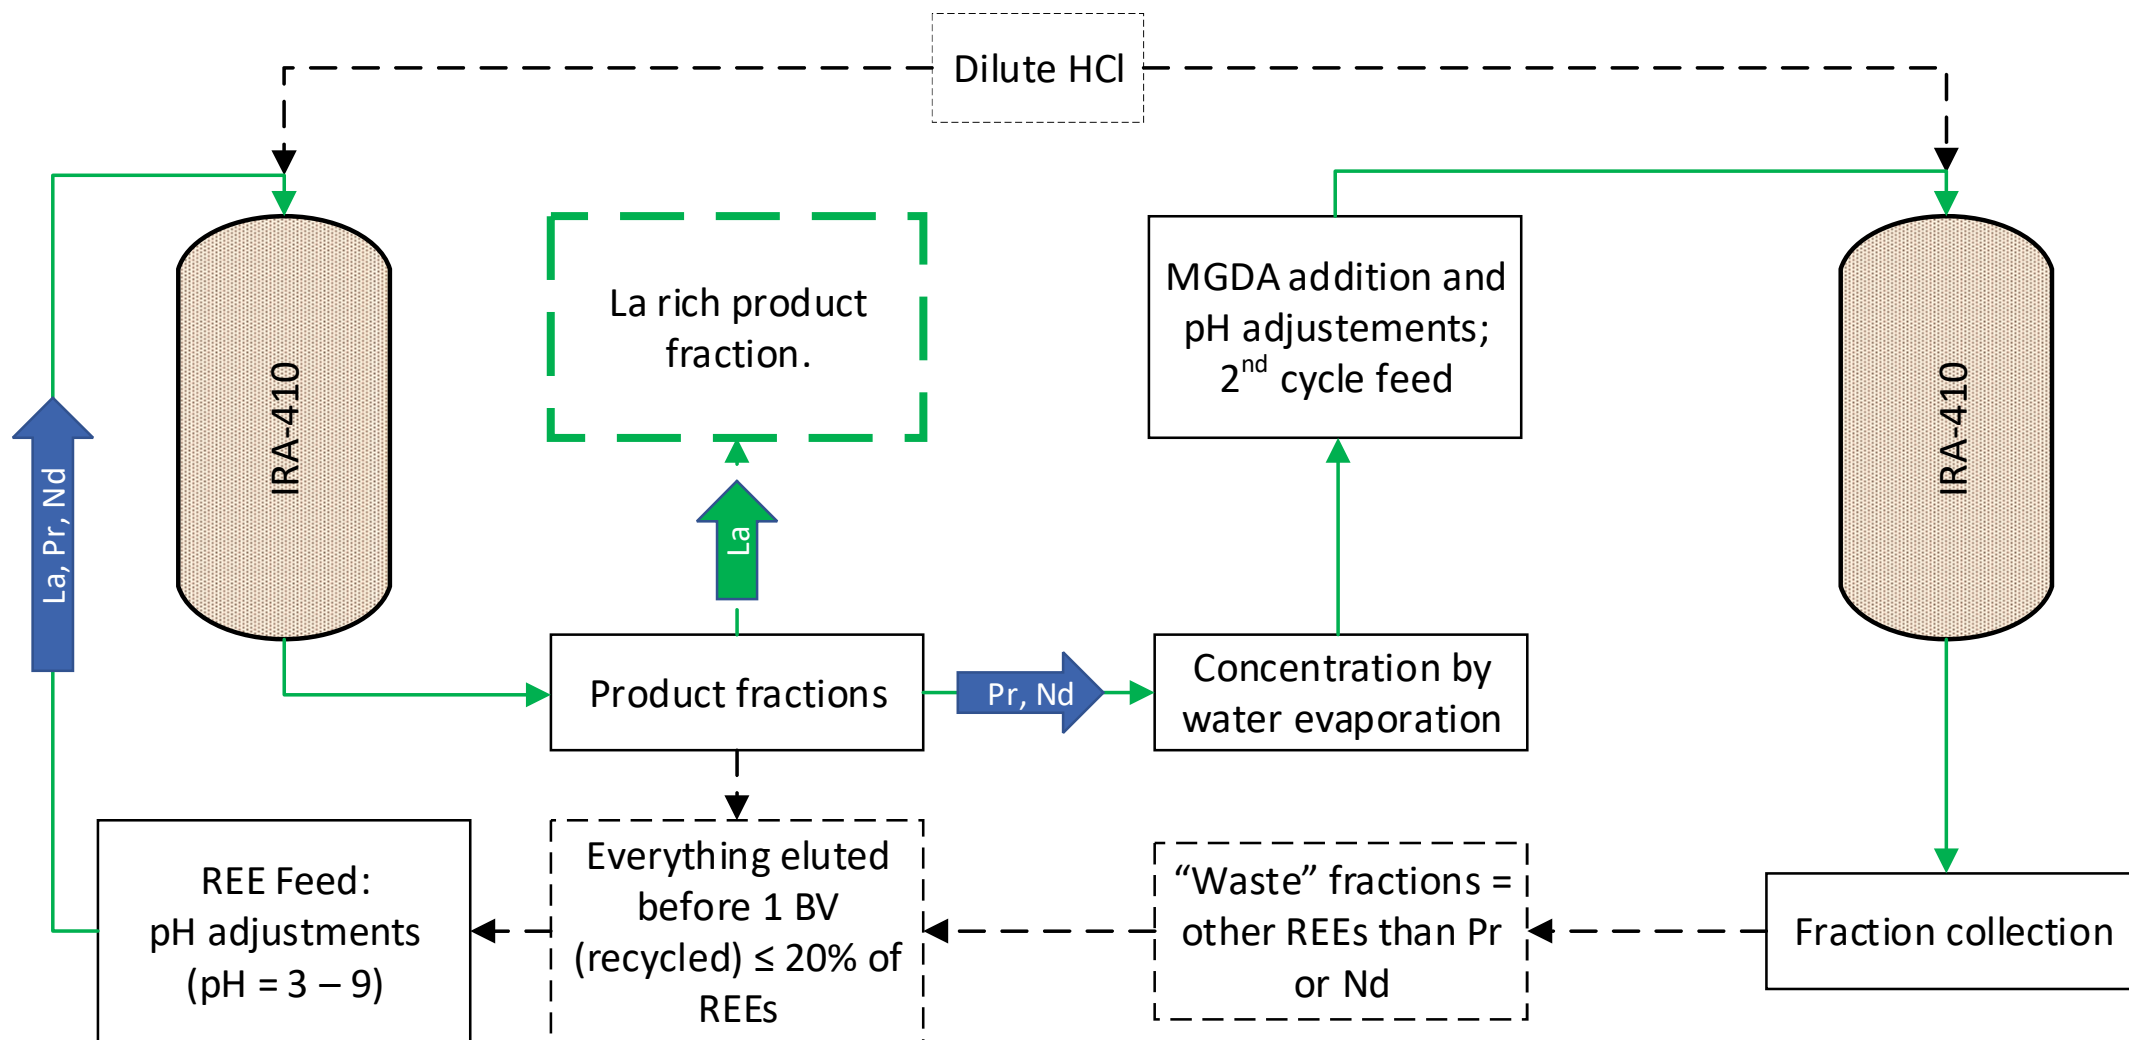 Dilute HCl
La, Pr, Nd
IRA-410
La rich product
fraction.
La
MGDA addition and
pH adjustements;
2nd cycle feed
IRA-410
Product fractions
Pr, Nd
Concentration by
water evaporation
REE Feed:
pH adjustments
(pH = 3 – 9)
Everything eluted
before 1 BV
(recycled) ≤ 20% of
REEs
“Waste” fractions =
other REEs than Pr
or Nd
Fraction collection